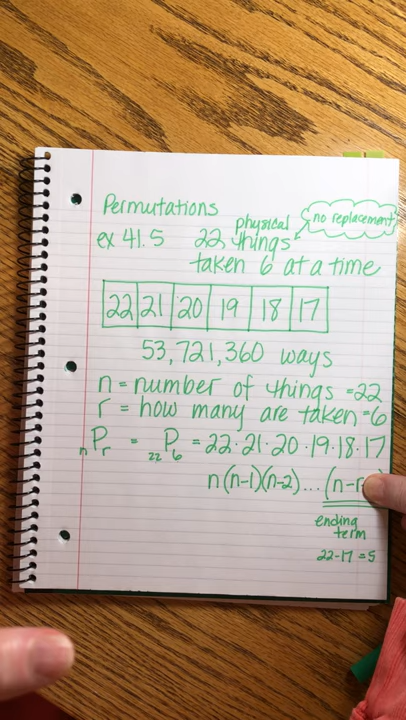 Permutations
physical
no replacement
ex 41.5 22 things
taken 6 at a time
22 21 20 19 18 17
53,721,360 ways
n = number of things = 22
r = how many are taken = 6
nPr = 22P6 = 22·21·20·19·18·17
n(n-1)(n-2)...(n-r
ending
term
22-17 = 5